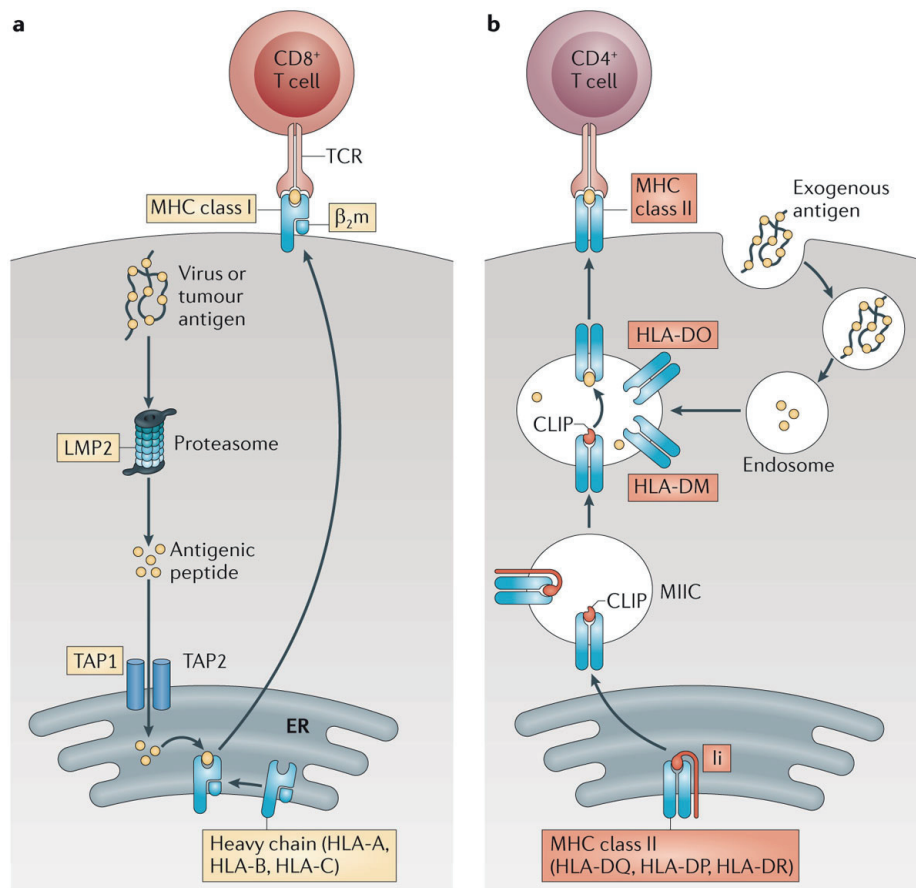 a
CD8⁺
T cell
TCR
MHC class I
β₂m
Virus or
tumour
antigen
LMP2
Proteasome
Antigenic
peptide
TAP1
TAP2
ER
Heavy chain (HLA-A,
HLA-B, HLA-C)
b
CD4⁺
T cell
MHC
class II
Exogenous
antigen
HLA-DO
CLIP
Endosome
HLA-DM
MIIC
CLIP
Ii
MHC class II
(HLA-DQ, HLA-DP, HLA-DR)